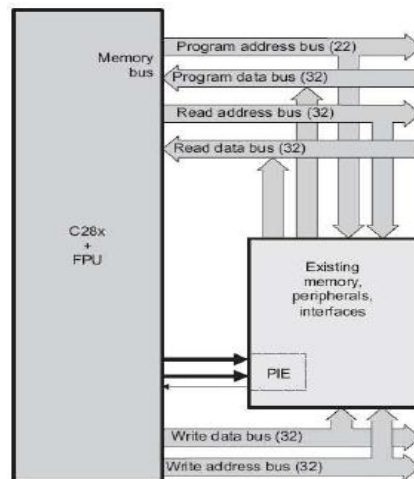 Program address bus (22)
Memory
bus
Program data bus (32)
Read address bus (32)
Read data bus (32)
C28x
+
FPU
Existing
memory,
peripherals,
interfaces
PIE
Write data bus (32)
Write address bus (32)